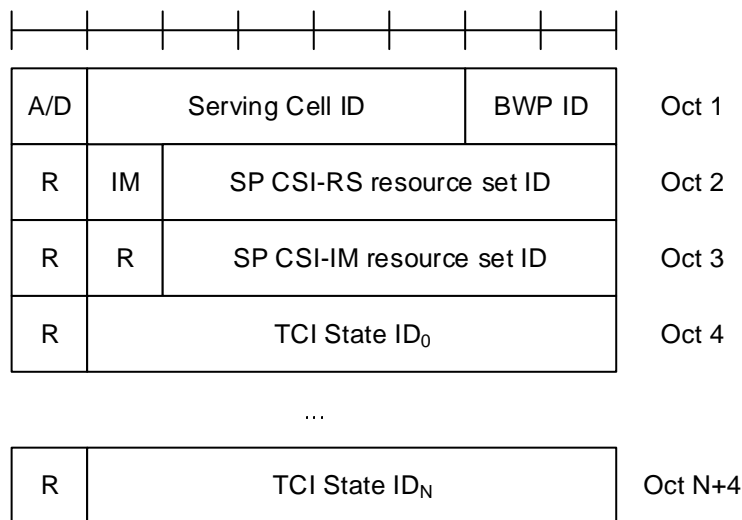 A/D Serving Cell ID BWP ID Oct 1
R IM SP CSI-RS resource set ID Oct 2
R R SP CSI-IM resource set ID Oct 3
R TCI State ID₀ Oct 4
...
R TCI State ID_N Oct N+4